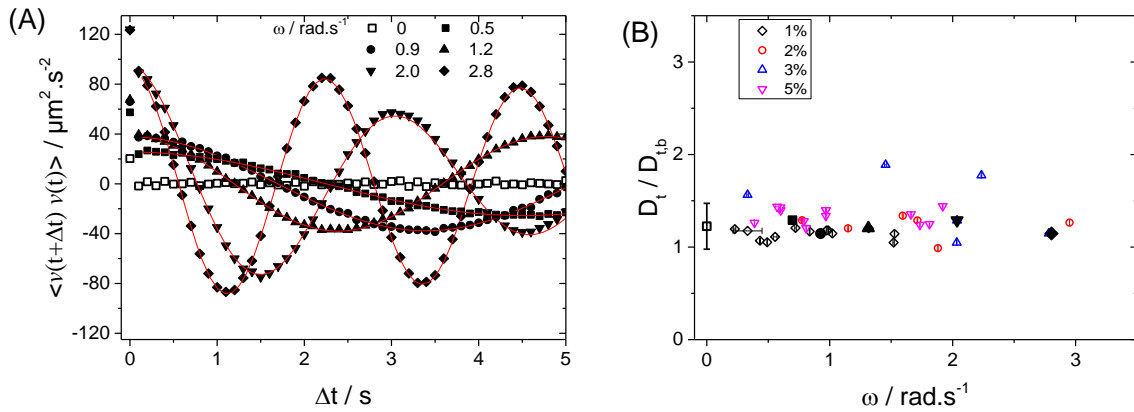 (A)
ω / rad.s⁻¹
0 0.5
0.9 1.2
2.0 2.8
120
80
40
0
-40
-80
-120
<v(t+Δt) v(t)> / μm².s⁻²
0 1 2 3 4 5
Δt / s
(B)
1%
2%
3%
5%
3
2
1
0
D_t / D_t,b
0 1 2 3
ω / rad.s⁻¹